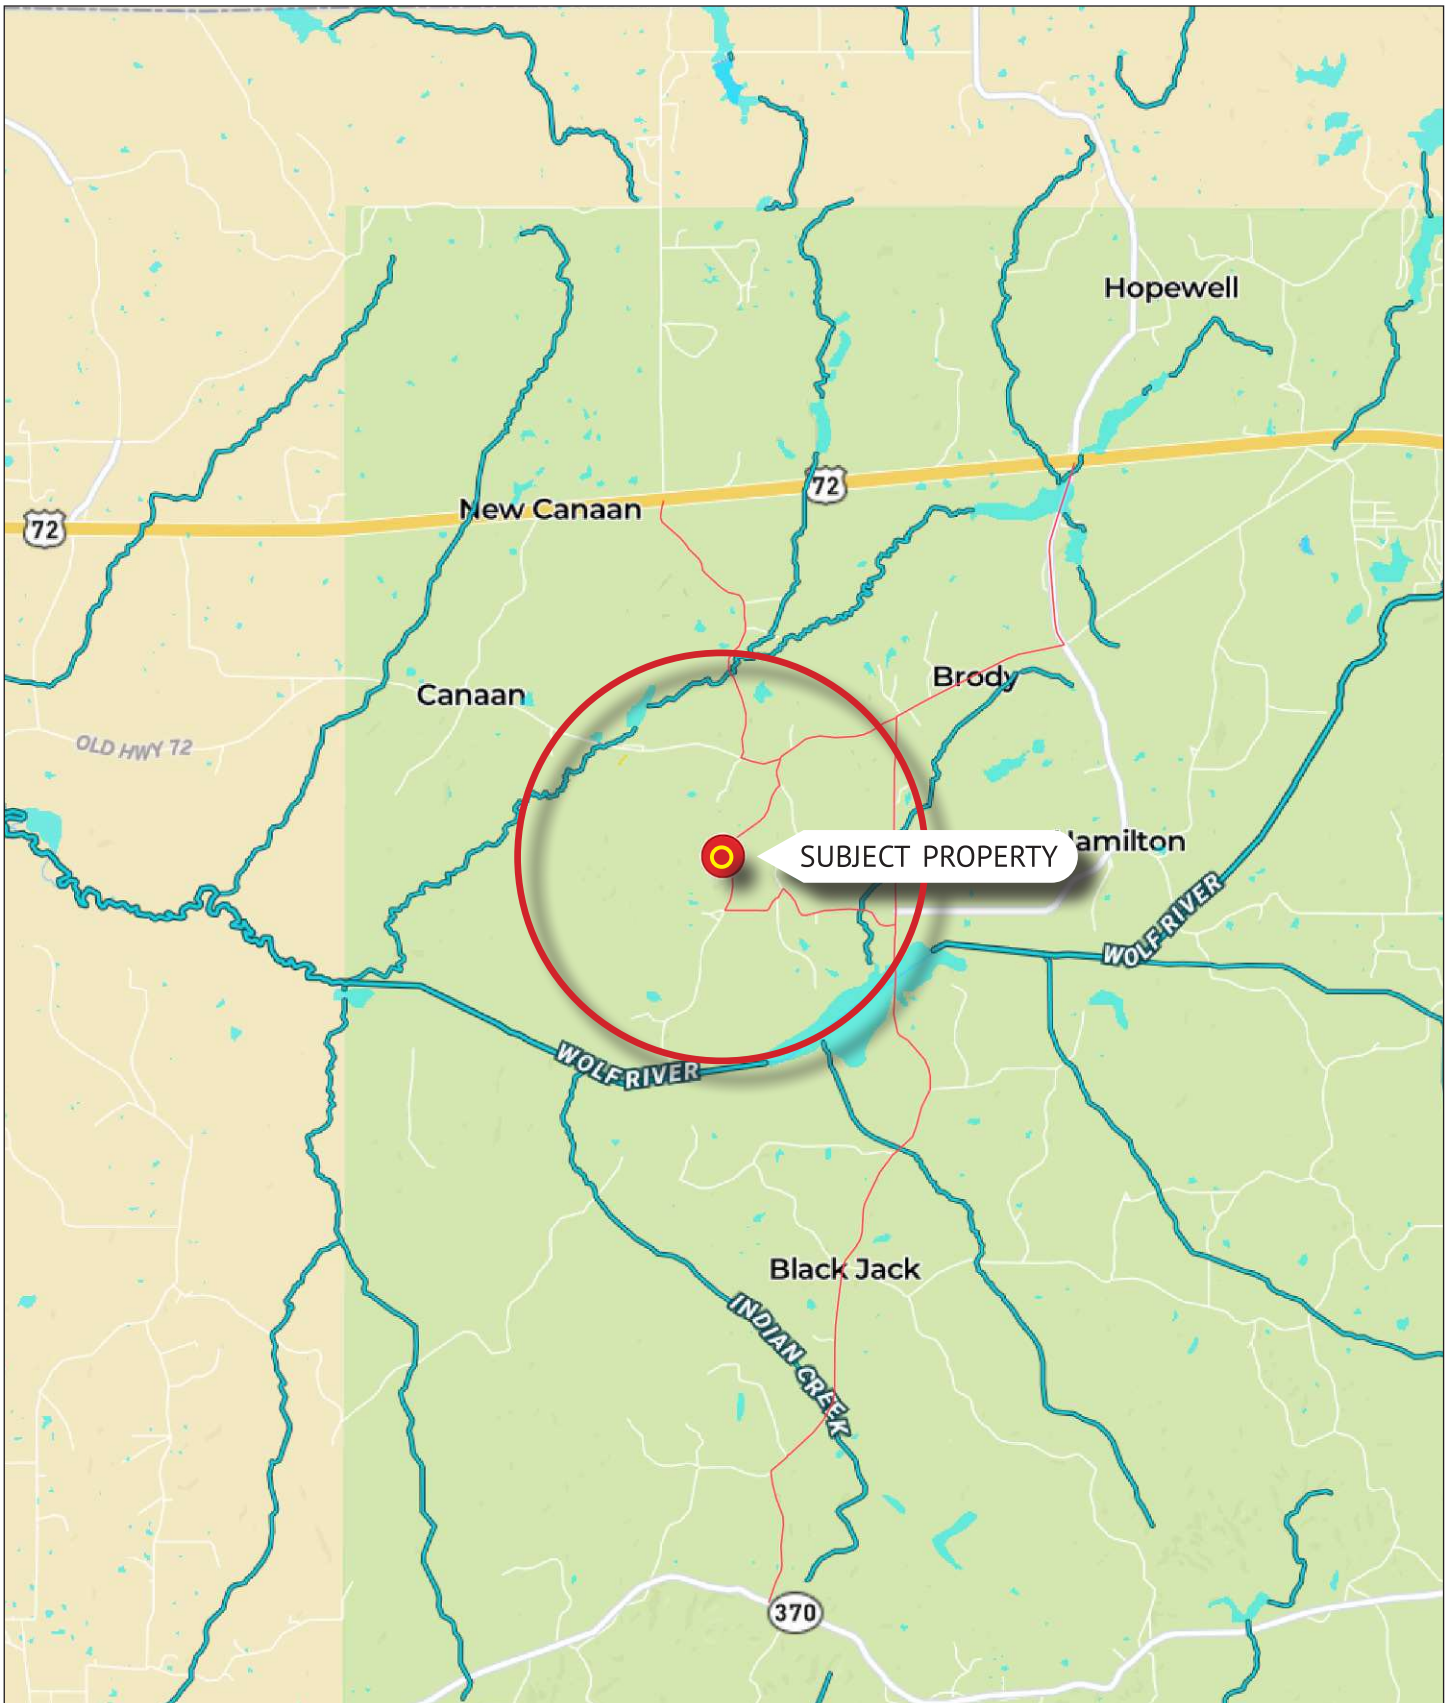 Hopewell
72
New Canaan
72
Brody
Canaan
OLD HWY 72
SUBJECT PROPERTY
Hamilton
WOLF RIVER
WOLF RIVER
Black Jack
INDIAN CREEK
370